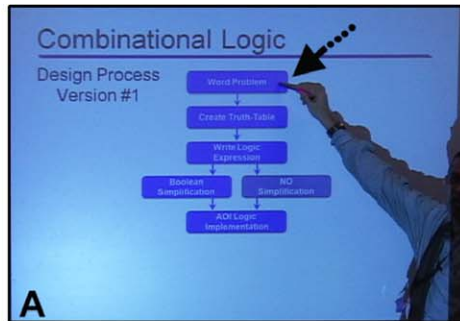 Combinational Logic
Design Process
Version #1
Word Problem
Create Truth-Table
Write Logic
Expression
Boolean
Simplification
NO
Simplification
AOI Logic
Implementation
A